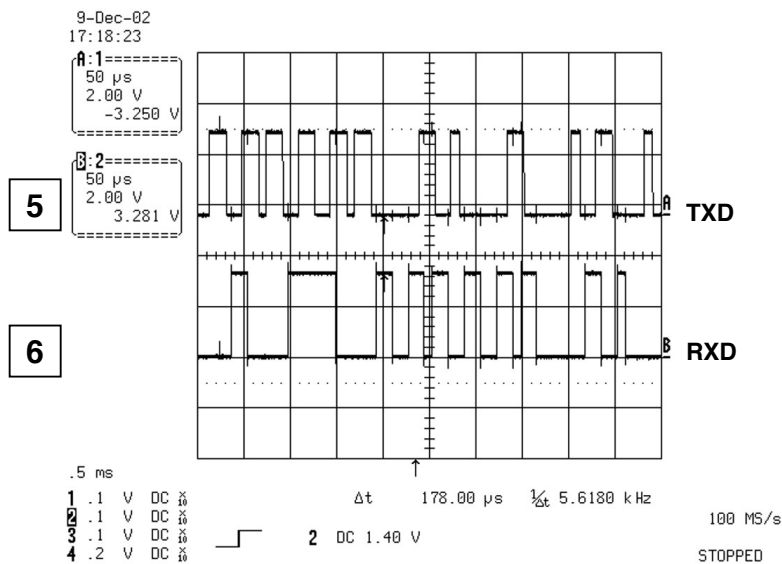 9-Dec-02
17:18:23
A:1
50 µs
2.00 V
-3.250 V
B:2
50 µs
2.00 V
3.281 V
5
A
TXD
6
B
RXD
.5 ms
1 .1 V DC X10
2 .1 V DC X10
3 .1 V DC X10
4 .2 V DC X10
2 DC 1.40 V
Δt 178.00 µs 1/Δt 5.6180 kHz
100 MS/s
STOPPED